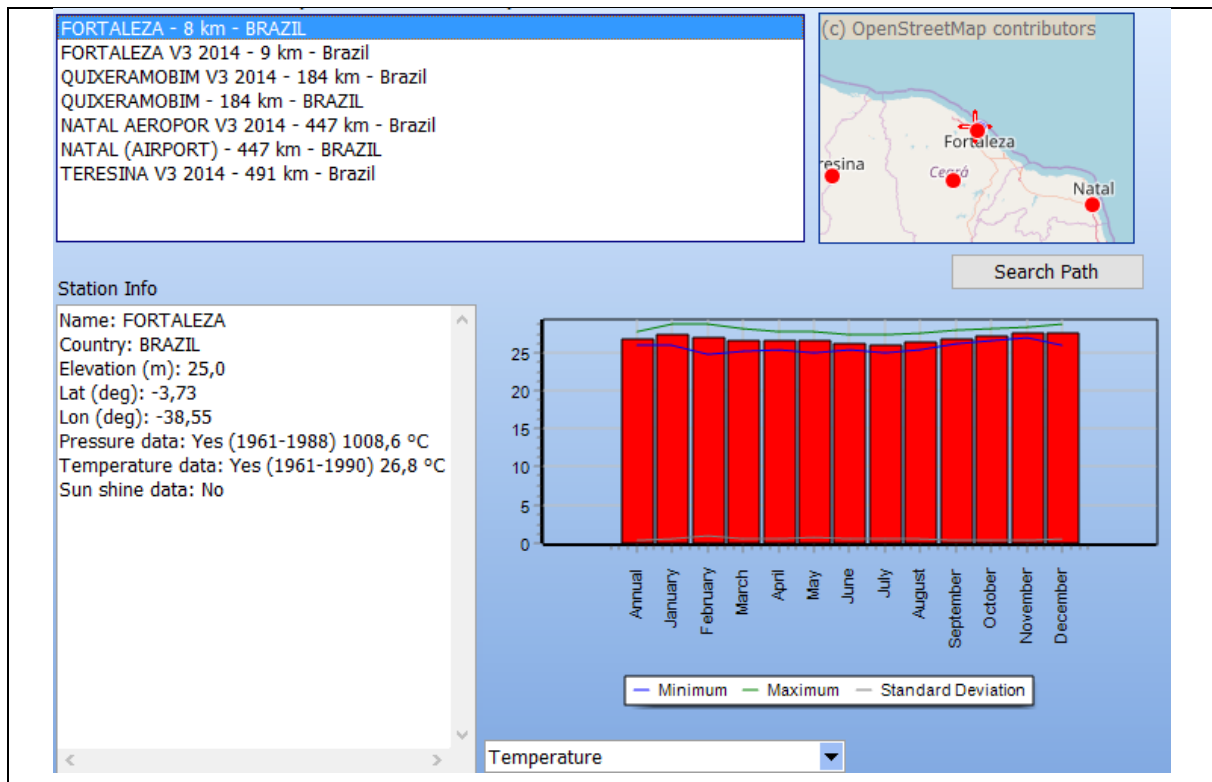 FORTALEZA - 8 km - BRAZIL
FORTALEZA V3 2014 - 9 km - Brazil
QUIXERAMOBIM V3 2014 - 184 km - Brazil
QUIXERAMOBIM - 184 km - BRAZIL
NATAL AEROPOR V3 2014 - 447 km - Brazil
NATAL (AIRPORT) - 447 km - BRAZIL
TERESINA V3 2014 - 491 km - Brazil
(c) OpenStreetMap contributors
Fortaleza
resina
Ceará
Natal
Search Path
Station Info
Name: FORTALEZA
Country: BRAZIL
Elevation (m): 25,0
Lat (deg): -3,73
Lon (deg): -38,55
Pressure data: Yes (1961-1988) 1008,6 ºC
Temperature data: Yes (1961-1990) 26,8 ºC
Sun shine data: No
25
20
15
10
5
0
Annual
January
February
March
April
May
June
July
August
September
October
November
December
Minimum
Maximum
Standard Deviation
Temperature